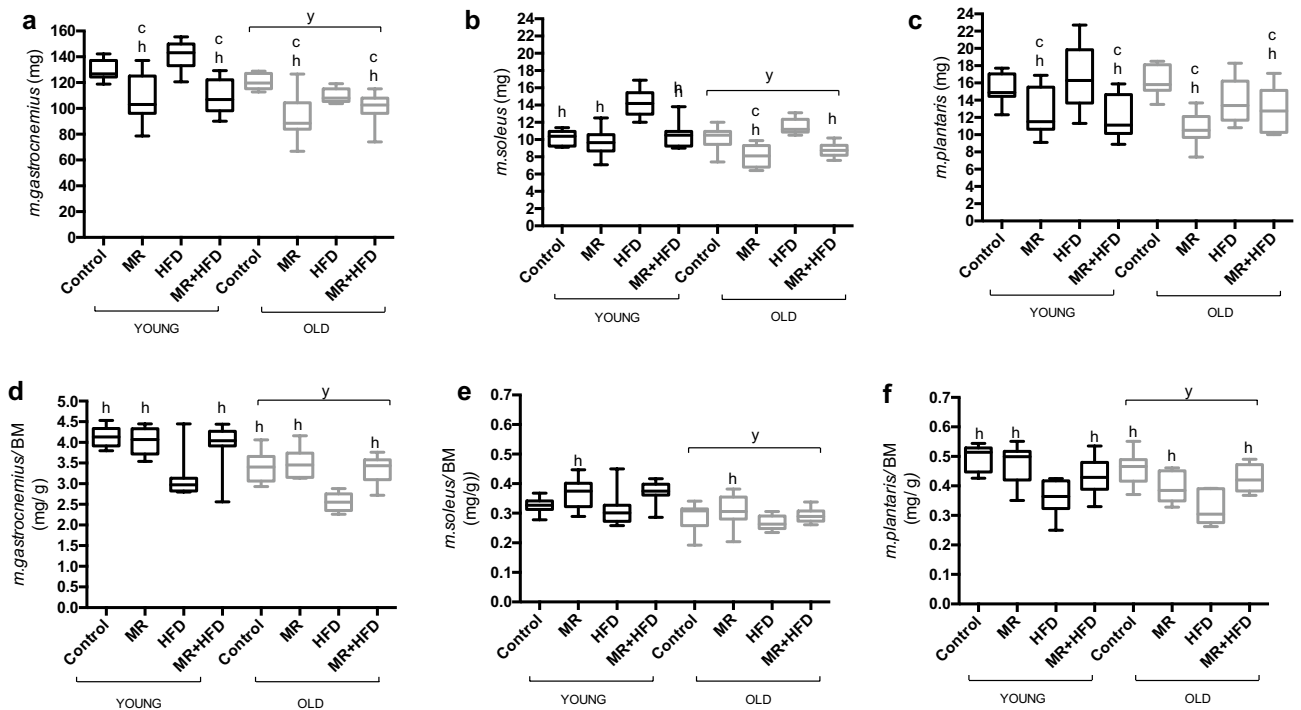 a
y
160
140
120
100
80
60
40
20
0
m.gastrocnemius (mg)
c
h
c
h
c
h
c
h
Control
MR
HFD
MR+HFD
Control
MR
HFD
MR+HFD
YOUNG
OLD
b
24
22
20
18
16
14
12
10
8
6
4
2
0
m.soleus (mg)
y
h
h
h
c
h
h
Control
MR
HFD
MR+HFD
Control
MR
HFD
MR+HFD
YOUNG
OLD
c
24
22
20
18
16
14
12
10
8
6
4
2
0
m.plantaris (mg)
c
h
c
h
c
h
c
h
Control
MR
HFD
MR+HFD
Control
MR
HFD
MR+HFD
YOUNG
OLD
d
y
5.0
4.5
4.0
3.5
3.0
2.5
2.0
1.5
1.0
0.5
0.0
m.gastrocnemius/BM
(mg/ g)
h
h
h
h
h
h
Control
MR
HFD
MR+HFD
Control
MR
HFD
MR+HFD
YOUNG
OLD
e
0.7
0.6
0.5
0.4
0.3
0.2
0.1
0.0
m.soleus/BM
(mg/g))
y
h
h
Control
MR
HFD
MR+HFD
Control
MR
HFD
MR+HFD
YOUNG
OLD
f
y
0.7
0.6
0.5
0.4
0.3
0.2
0.1
0.0
m.plantaris/BM
(mg/ g)
h
h
h
h
h
h
Control
MR
HFD
MR+HFD
Control
MR
HFD
MR+HFD
YOUNG
OLD